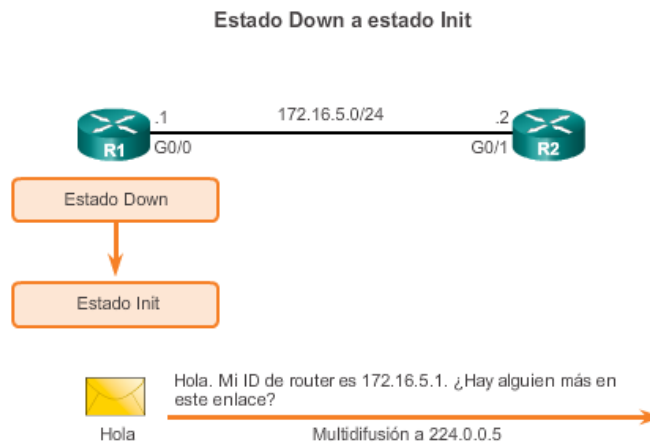 Estado Down a estado Init
.1
172.16.5.0/24
.2
R1
G0/0
G0/1
R2
Estado Down
Estado Init
Hola. Mi ID de router es 172.16.5.1. ¿Hay alguien más en
este enlace?
Hola
Multidifusión a 224.0.0.5